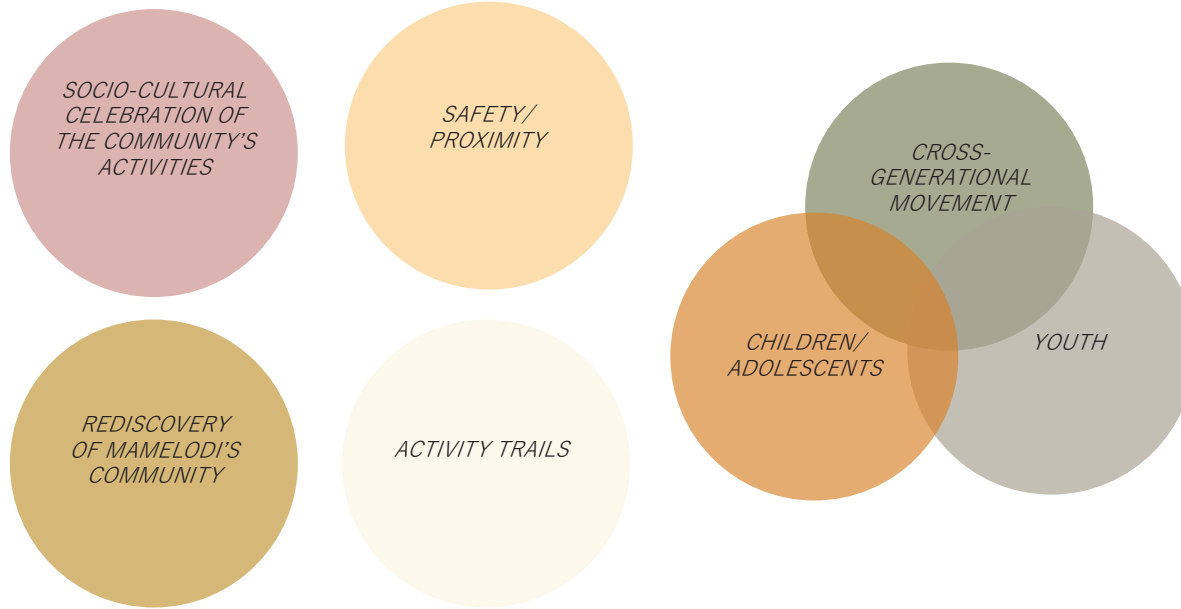 SOCIO-CULTURAL
CELEBRATION OF
THE COMMUNITY'S
ACTIVITIES
SAFETY/
PROXIMITY
CROSS-
GENERATIONAL
MOVEMENT
CHILDREN/
ADOLESCENTS
YOUTH
REDISCOVERY
OF MAMELODI'S
COMMUNITY
ACTIVITY TRAILS